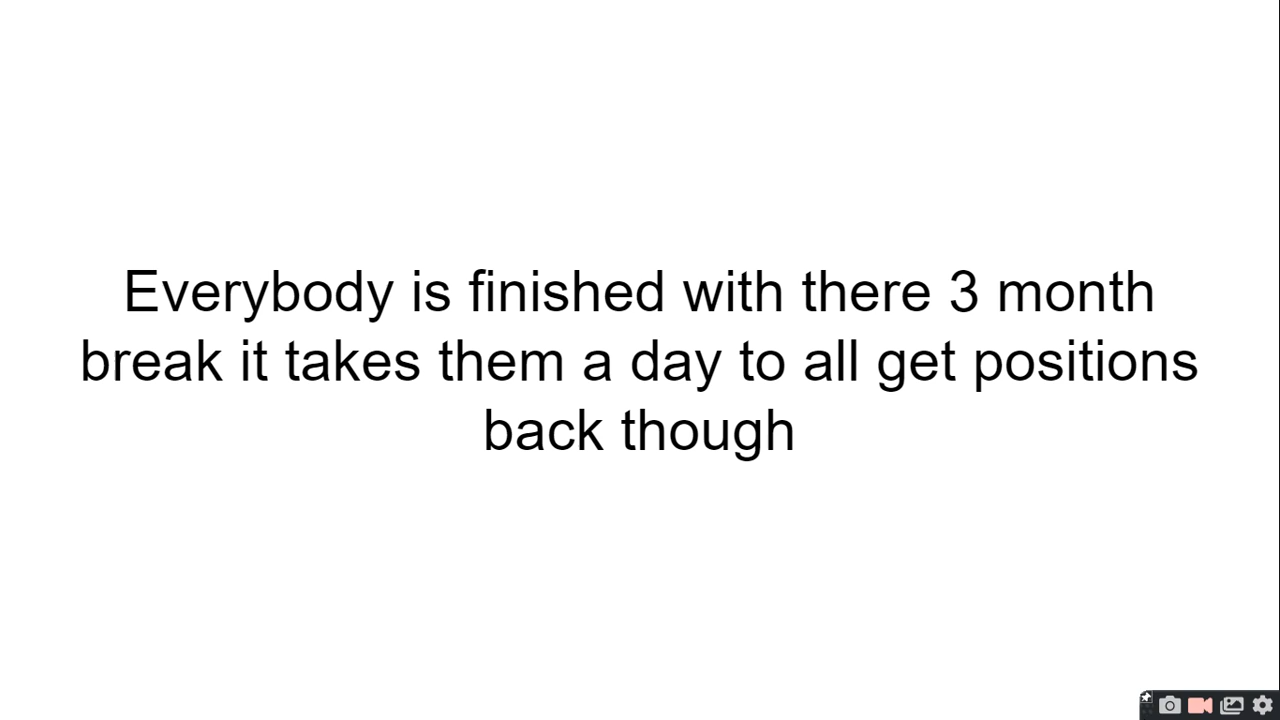 Everybody is finished with there 3 month
break it takes them a day to all get positions
back though